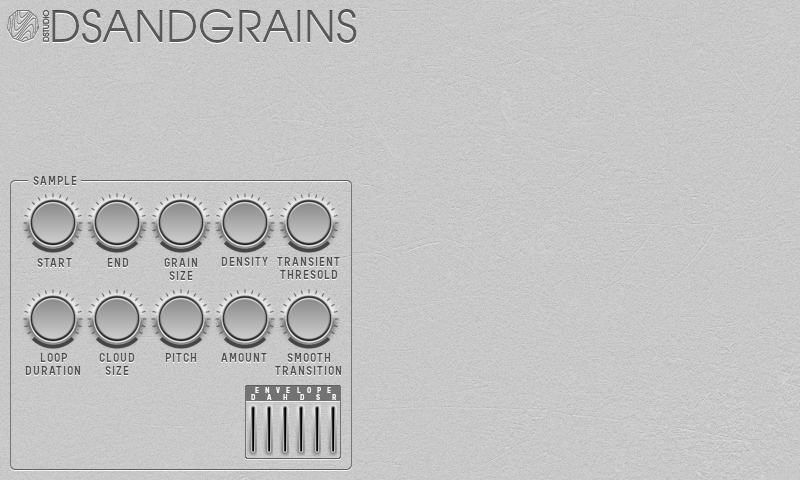 DSTUDIO
DSANDGRAINS
SAMPLE
START
END
GRAIN
SIZE
DENSITY
TRANSIENT
THRESOLD
LOOP
DURATION
CLOUD
SIZE
PITCH
AMOUNT
SMOOTH
TRANSITION
ENVELOPE
D A H D S R